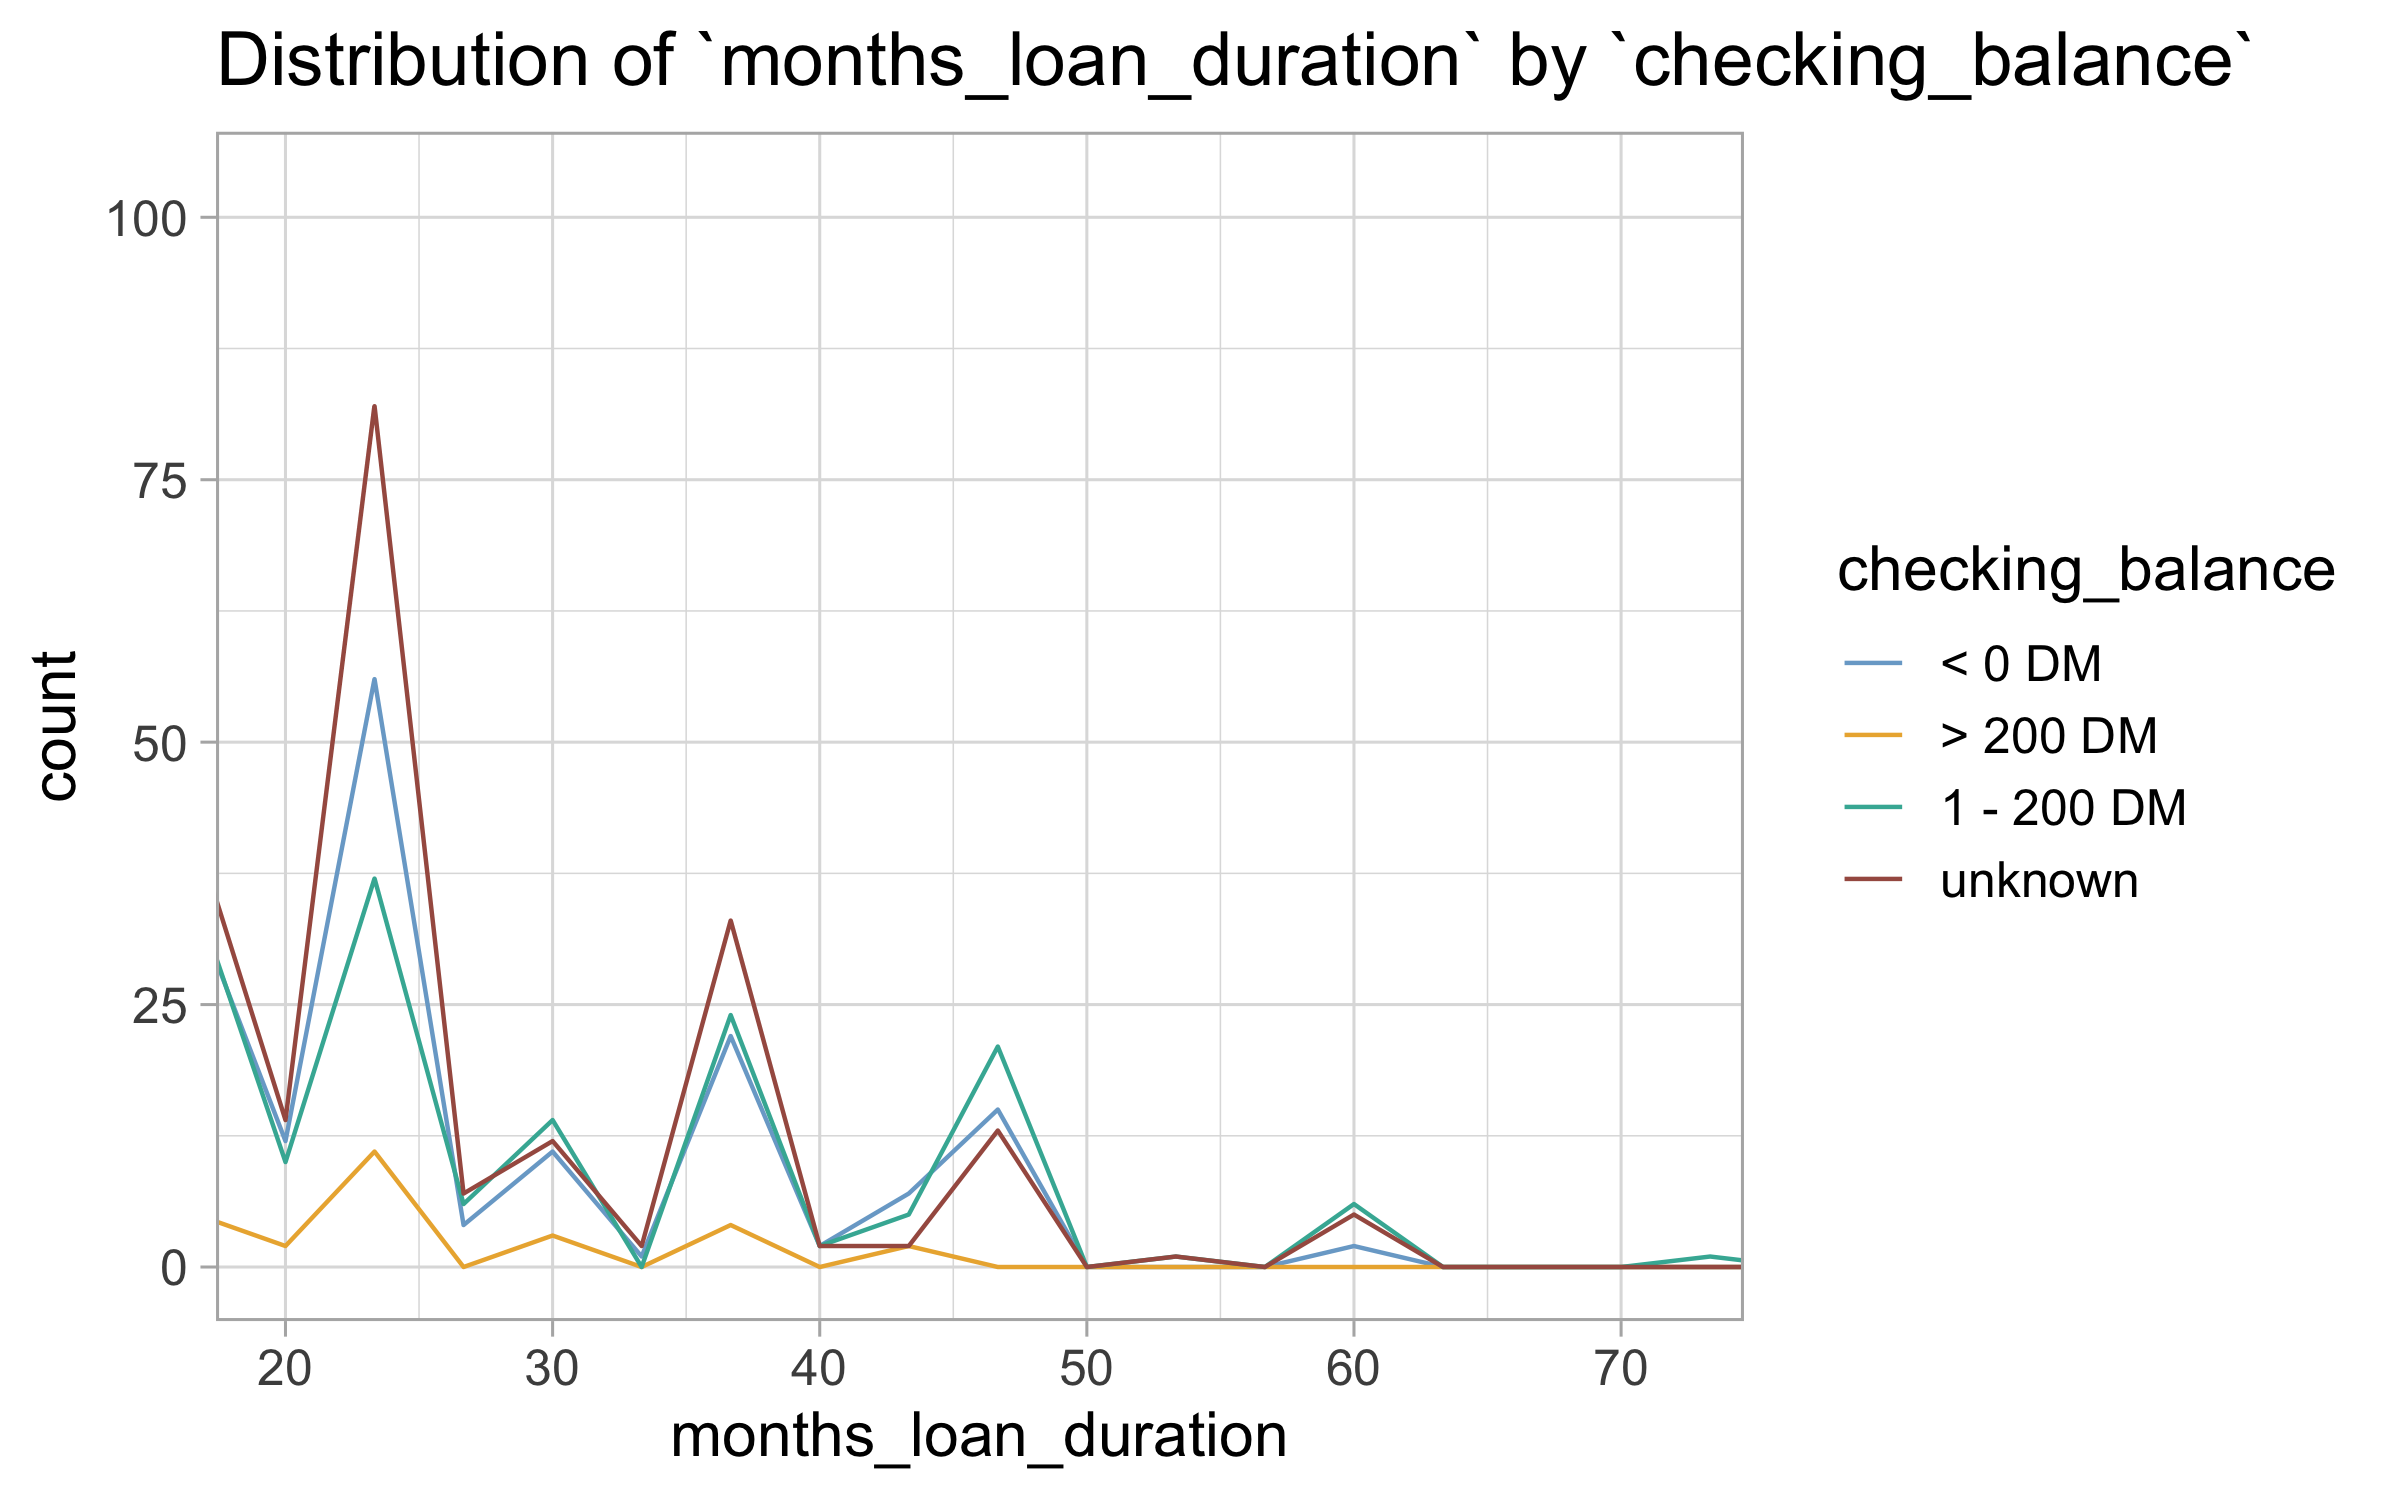 Distribution of `months_loan_duration` by `checking_balance`
100
75
50
25
0
count
20 30 40 50 60 70
months_loan_duration
checking_balance
< 0 DM
> 200 DM
1 - 200 DM
unknown